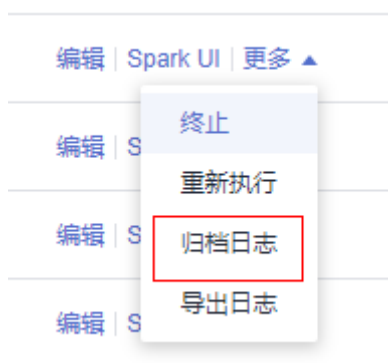 编辑 | Spark UI | 更多 ▲
终止
编辑 | S
重新执行
编辑 | S
归档日志
导出日志
编辑 | S